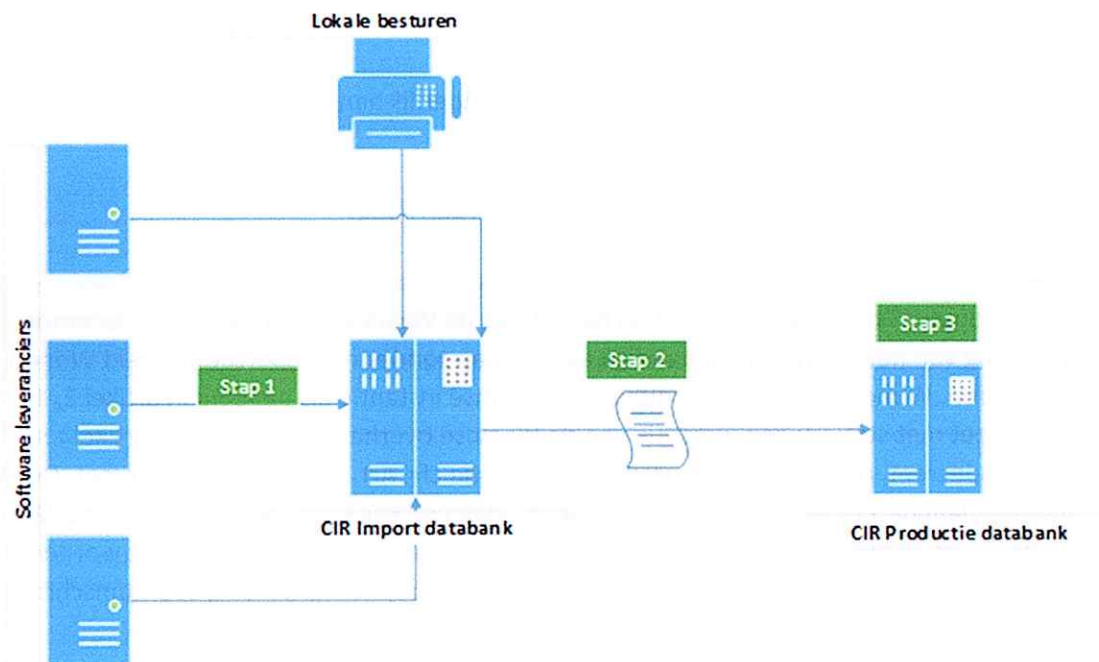 Lokale besturen
Software leveranciers
Stap 1
Stap 2
Stap 3
CIR Import databank
CIR Productie databank